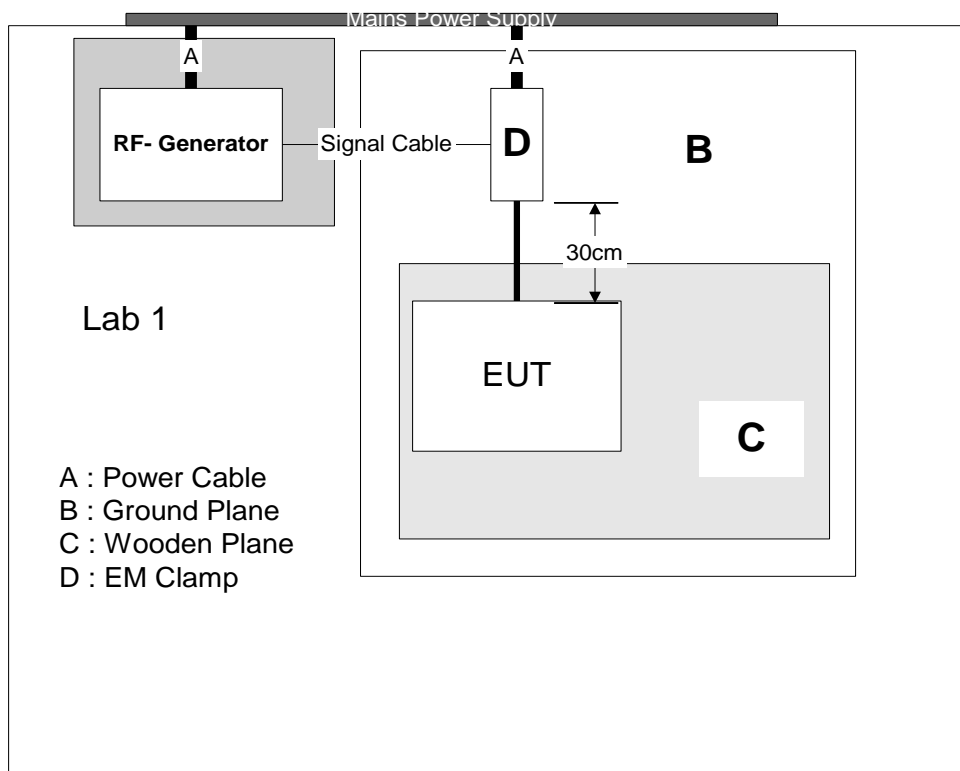 Mains Power Supply
A
A
RF- Generator
Signal Cable
D
B
30cm
Lab 1
EUT
C
A : Power Cable
B : Ground Plane
C : Wooden Plane
D : EM Clamp